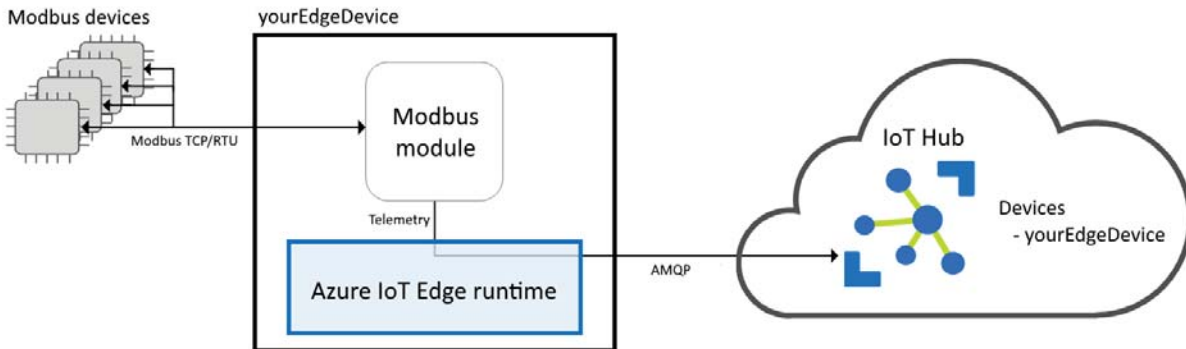 Modbus devices
yourEdgeDevice
Modbus
module
Modbus TCP/RTU
Telemetry
Azure IoT Edge runtime
AMQP
IoT Hub
Devices
- yourEdgeDevice